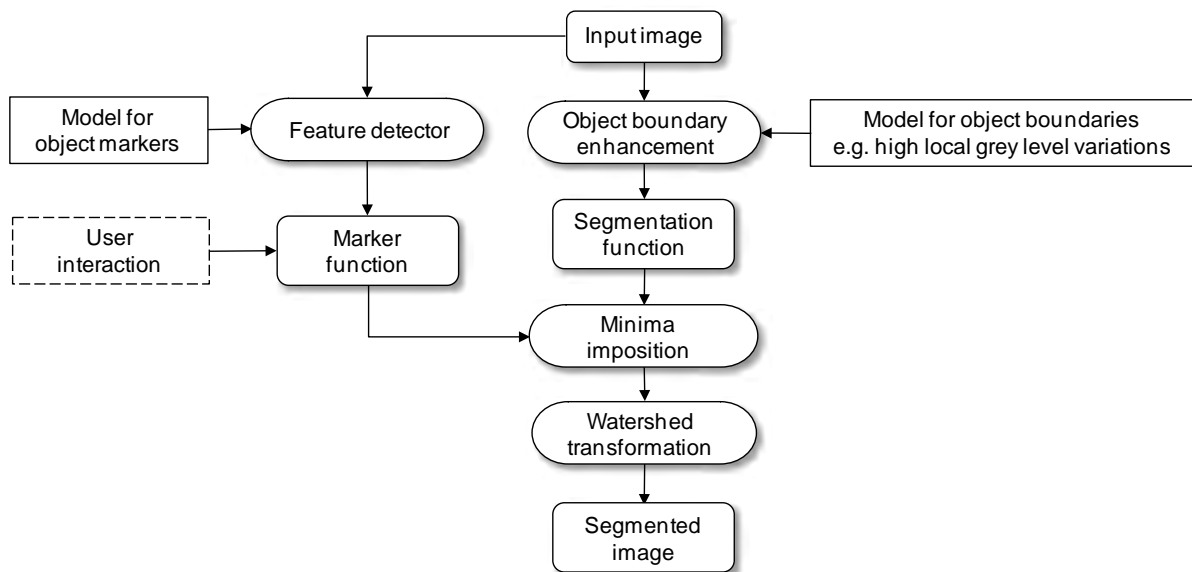 Input image
Model for
object markers
Feature detector
Object boundary
enhancement
Model for object boundaries
e.g. high local grey level variations
User
interaction
Marker
function
Segmentation
function
Minima
imposition
Watershed
transformation
Segmented
image